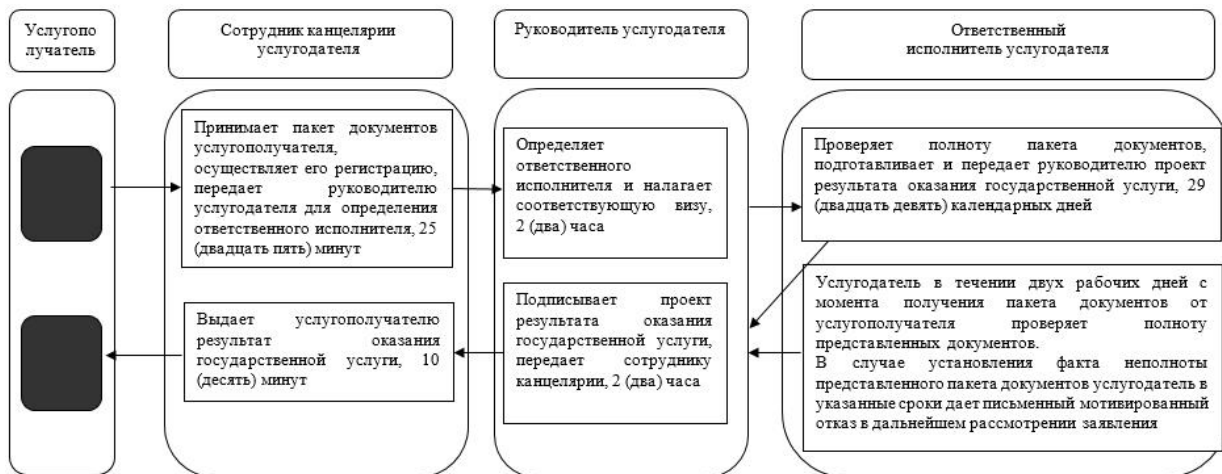 Услугопо
лучатель
Сотрудник канцелярии
услугодателя
Руководитель услугодателя
Ответственный
исполнитель услугодателя
Принимает пакет документов
услугополучателя,
осуществляет его регистрацию,
передает руководителю
услугодателя для определения
ответственного исполнителя, 25
(двадцать пять) минут
Определяет
ответственного
исполнителя и налагает
соответствующую визу,
2 (два) часа
Проверяет полноту пакета документов,
подготавливает и передает руководителю проект
результата оказания государственной услуги, 29
(двадцать девять) календарных дней
Выдает услугополучателю
результат оказания
государственной услуги, 10
(десять) минут
Подписывает проект
результата оказания
государственной услуги,
передает сотруднику
канцелярии, 2 (два) часа
Услугодатель в течении двух рабочих дней с
момента получения пакета документов от
услугополучателя проверяет полноту
представленных документов.
В случае установления факта неполноты
представленного пакета документов услугодатель в
указанные сроки дает письменный мотивированный
отказ в дальнейшем рассмотрении заявления